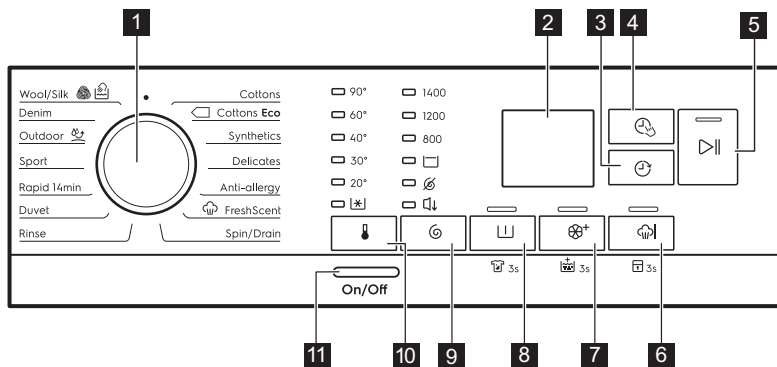 1
2
3
4
5
Wool/Silk
Denim
Outdoor
Sport
Rapid 14min
Duvet
Rinse
Cottons
Cottons Eco
Synthetics
Delicates
Anti-allergy
FreshScent
Spin/Drain
90°
60°
40°
30°
20°
1400
1200
800
3s
3s
3s
On/Off
11
10
9
8
7
6